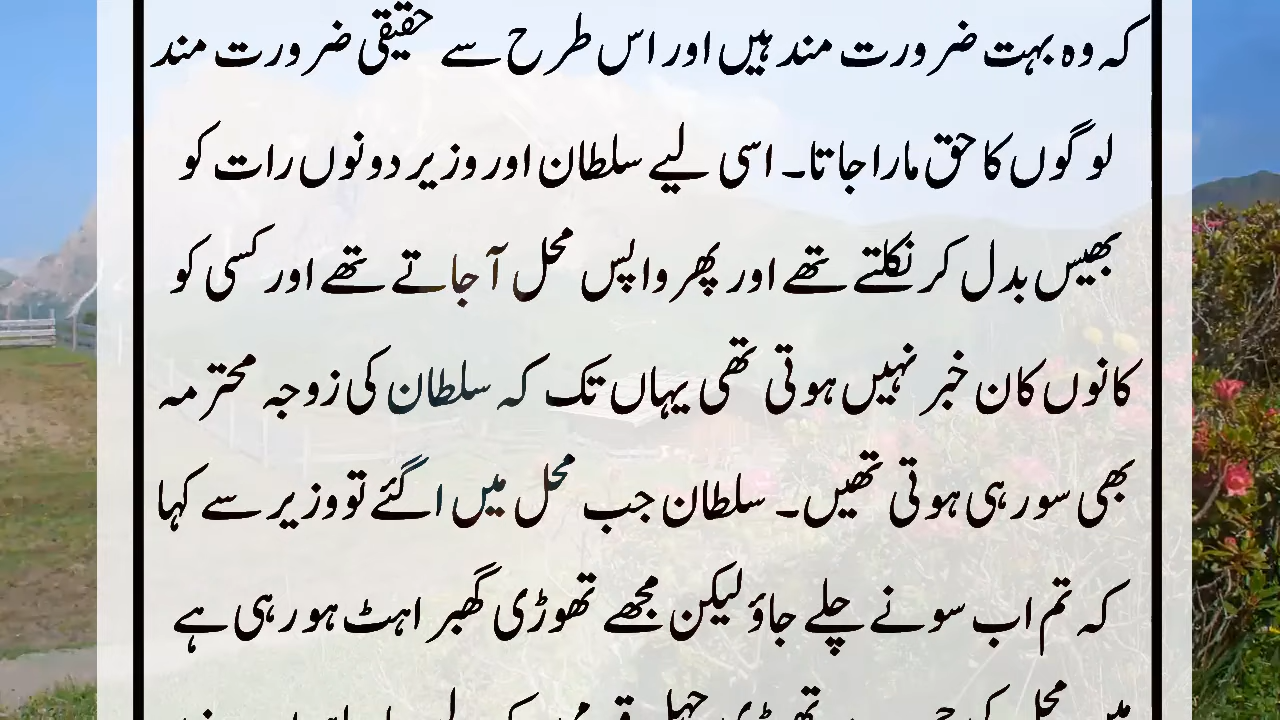 کہ وہ بہت ضرورت مند ہیں اور اس طرح سے حقیقی ضرورت مند
لوگوں کا حق مارا جاتا۔ اسی لیے سلطان اور وزیر دونوں رات کو
بھیس بدل کر نکلتے تھے اور پھر واپس محل آ جاتے تھے اور کسی کو
کانوں کان خبر نہیں ہوتی تھی یہاں تک کہ سلطان کی زوجہ محترمہ
بھی سو رہی ہوتی تھیں۔ سلطان جب محل میں اگئے تو وزیر سے کہا
کہ تم اب سونے چلے جاؤ لیکن مجھے تھوڑی گھبراہٹ ہو رہی ہے
میں محل کی